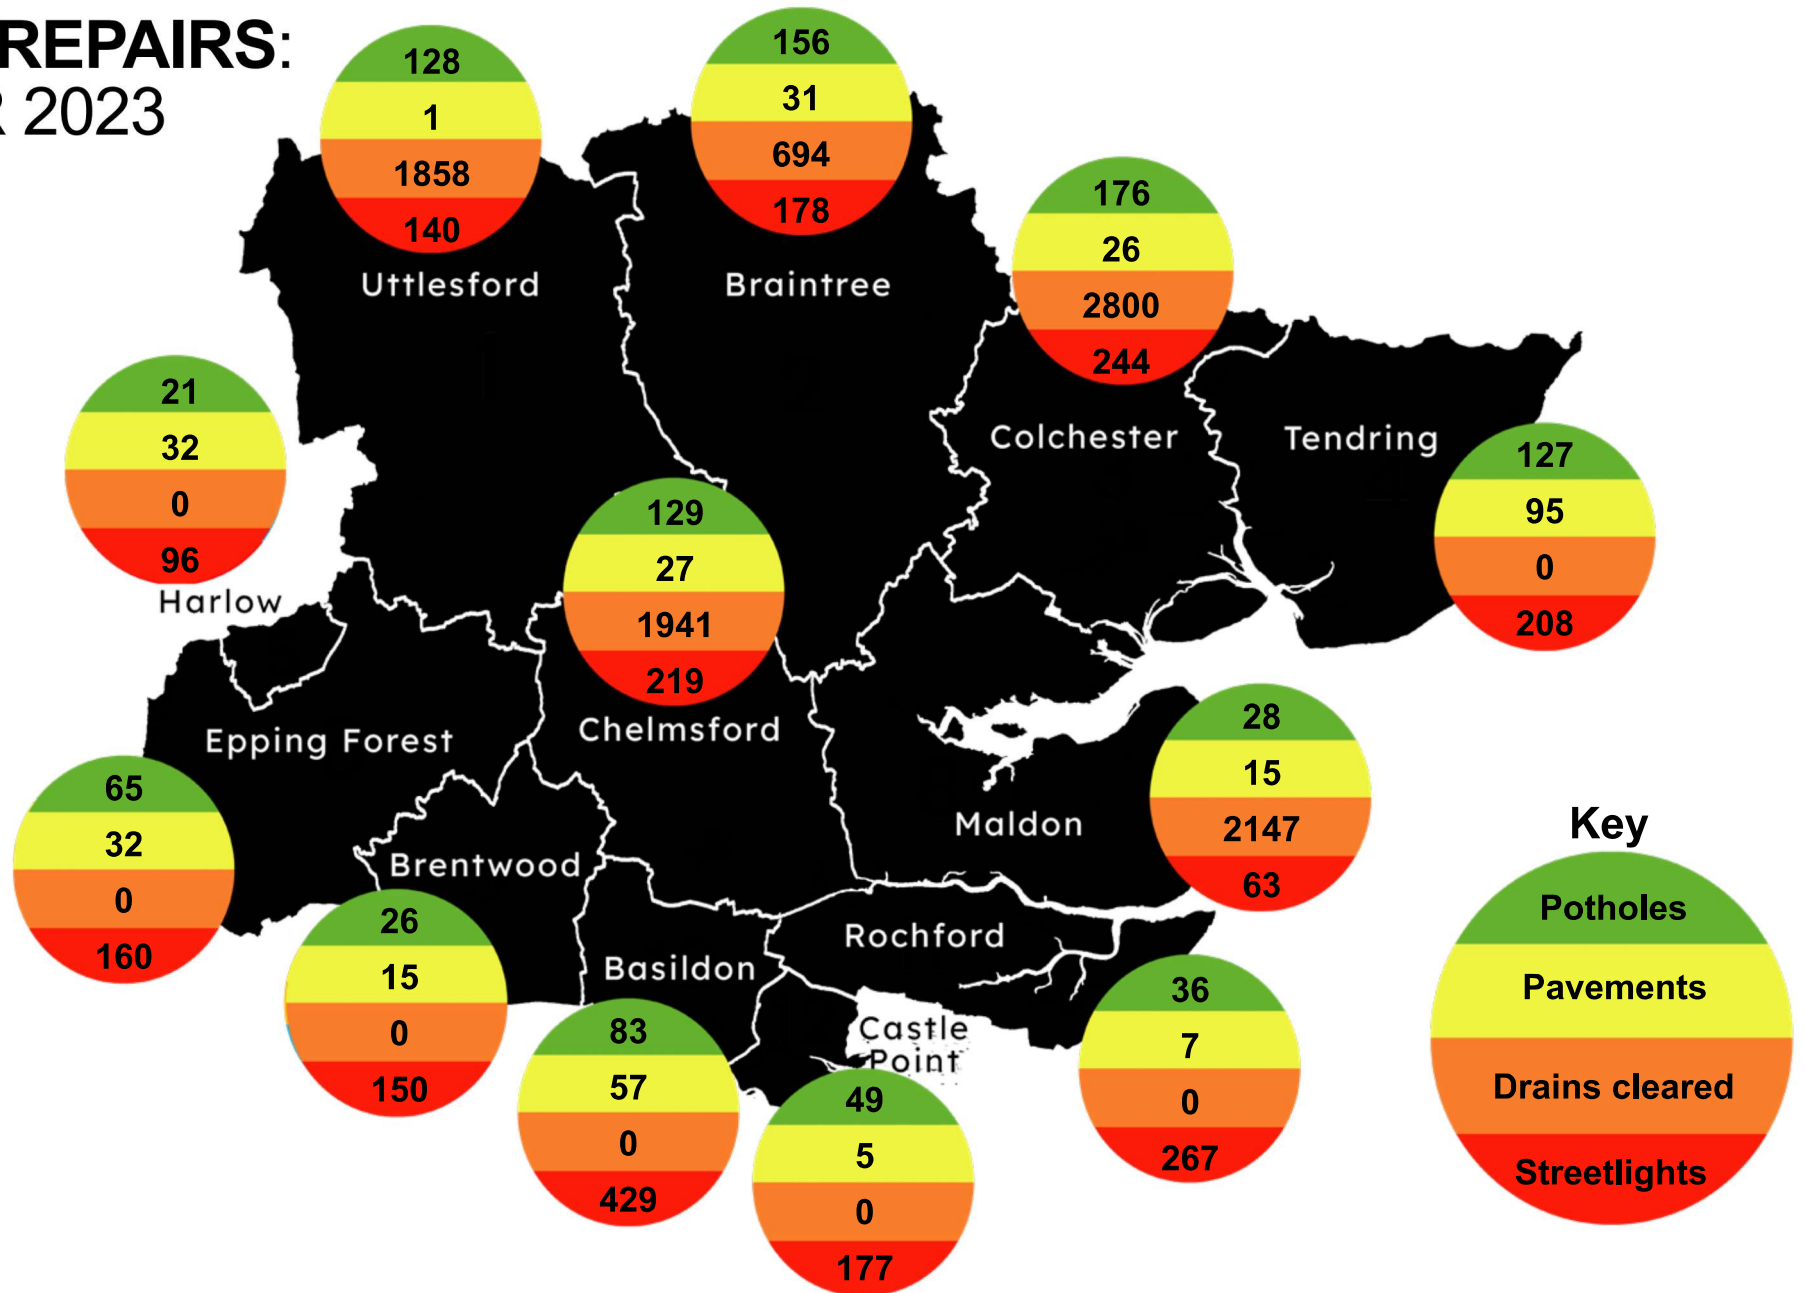 REPAIRS:
R 2023
128
1
1858
140
Uttlesford
156
31
694
178
Braintree
176
26
2800
244
Colchester
Tendring
127
95
0
208
21
32
0
96
Harlow
129
27
1941
219
Chelmsford
Epping Forest
65
32
0
160
Brentwood
26
15
0
150
Maldon
28
15
2147
63
Basildon
83
57
0
429
Rochford
36
7
0
267
Castle
Point
49
5
0
177
Key
Potholes
Pavements
Drains cleared
Streetlights